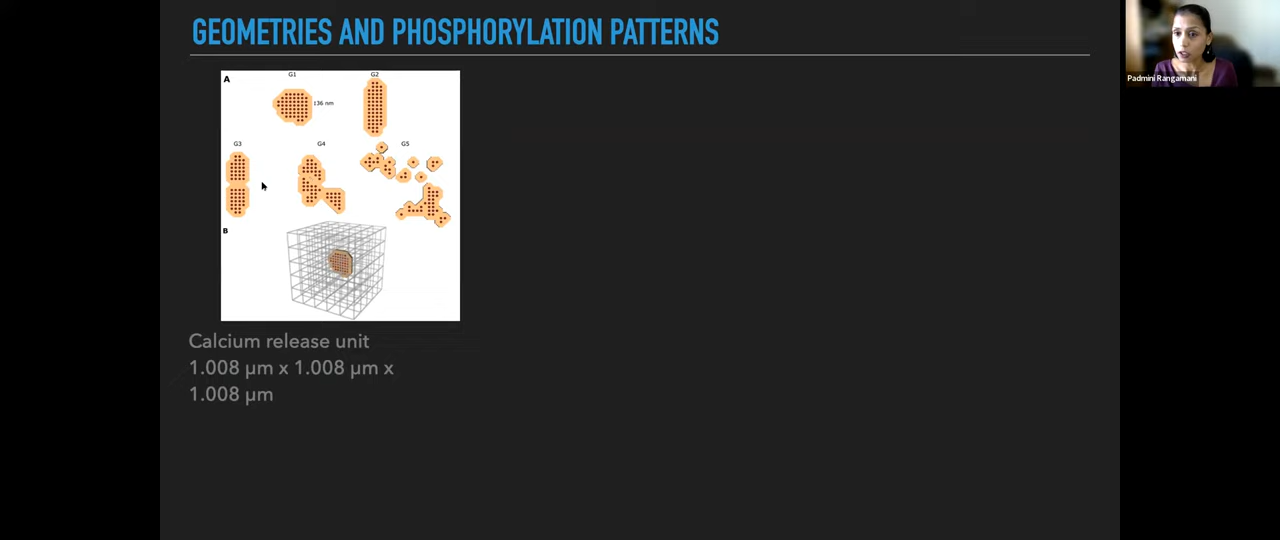 GEOMETRIES AND PHOSPHORYLATION PATTERNS
Padmini Rangamani
A
G1
G2
136 nm
G3
G4
G5
B
Calcium release unit
1.008 µm x 1.008 µm x
1.008 µm